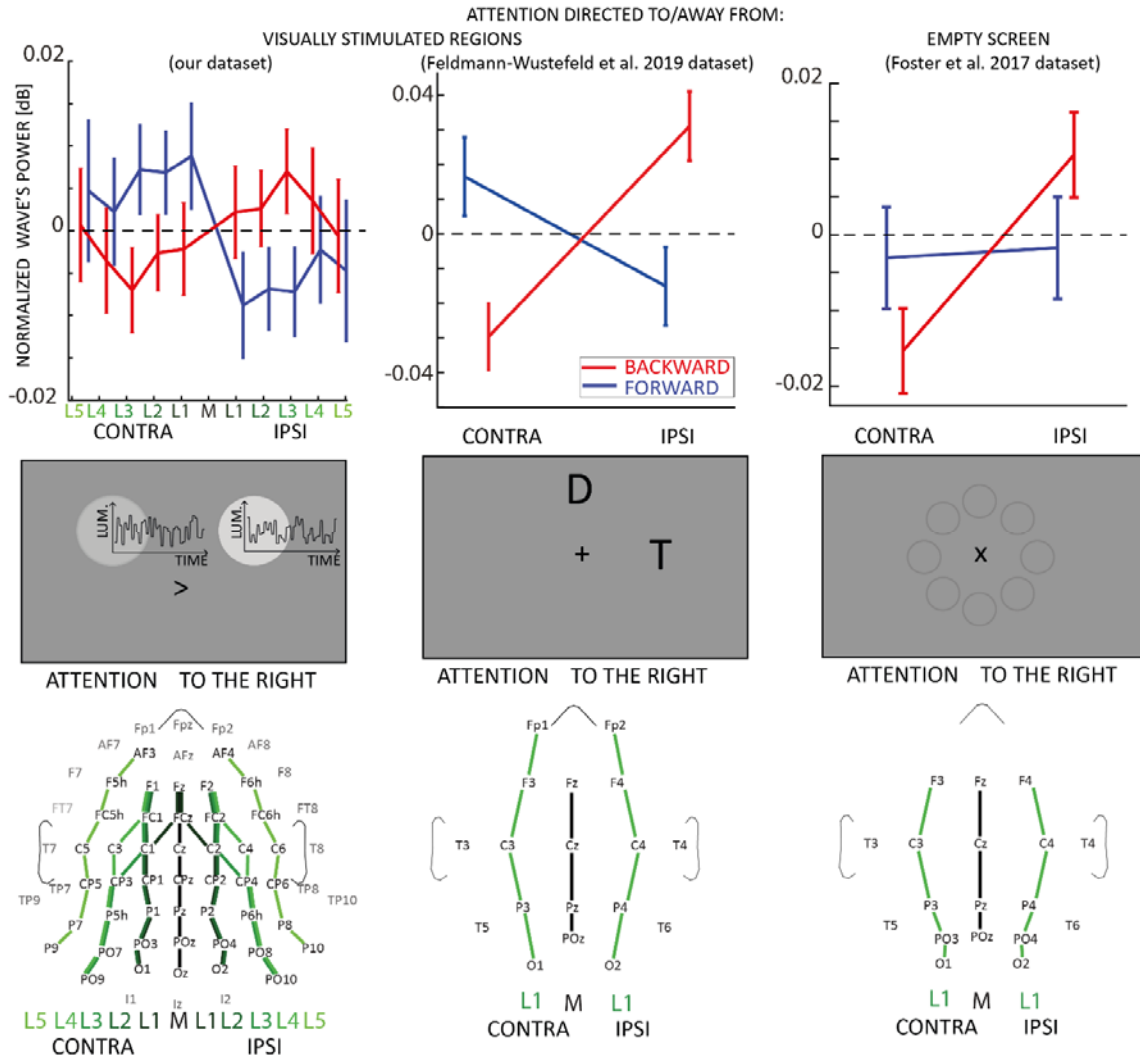 ATTENTION DIRECTED TO/AWAY FROM:
VISUALLY STIMULATED REGIONS
EMPTY SCREEN
(our dataset)
(Feldmann-Wustefeld et al. 2019 dataset)
(Foster et al. 2017 dataset)
NORMALIZED WAVE'S POWER [dB]
0.02
0
-0.02
L5 L4 L3 L2 L1 M L1 L2 L3 L4 L5
CONTRA IPSI
0.04
0
-0.04
BACKWARD
FORWARD
CONTRA IPSI
0.02
0
-0.02
CONTRA IPSI
LUM.
TIME
LUM.
TIME
>
D
+ T
x
ATTENTION TO THE RIGHT
ATTENTION TO THE RIGHT
ATTENTION TO THE RIGHT
Fp1 Fpz Fp2
AF7 AF3 AFz AF4 AF8
F7 F5h F1 Fz F2 F6h F8
FT7 FC5h FC1 FCz FC2 FC6h FT8
T7 C5 C3 C1 Cz C2 C4 C6 T8
TP9 TP7 CP5 CP3 CP1 CPz CP2 CP4 CP6 TP8 TP10
P9 P7 P5h P1 Pz P2 P6h P8 P10
PO9 PO7 PO3 POz PO4 PO8 PO10
O1 Oz O2
I1 Iz I2
L5 L4 L3 L2 L1 M L1 L2 L3 L4 L5
CONTRA IPSI
Fp1 Fp2
F3 Fz F4
T3 C3 Cz C4 T4
P3 Pz P4
T5 POz T6
O1 O2
L1 M L1
CONTRA IPSI
F3 Fz F4
T3 C3 Cz C4 T4
P3 Pz P4
T5 PO3 POz PO4 T6
O1 O2
L1 M L1
CONTRA IPSI